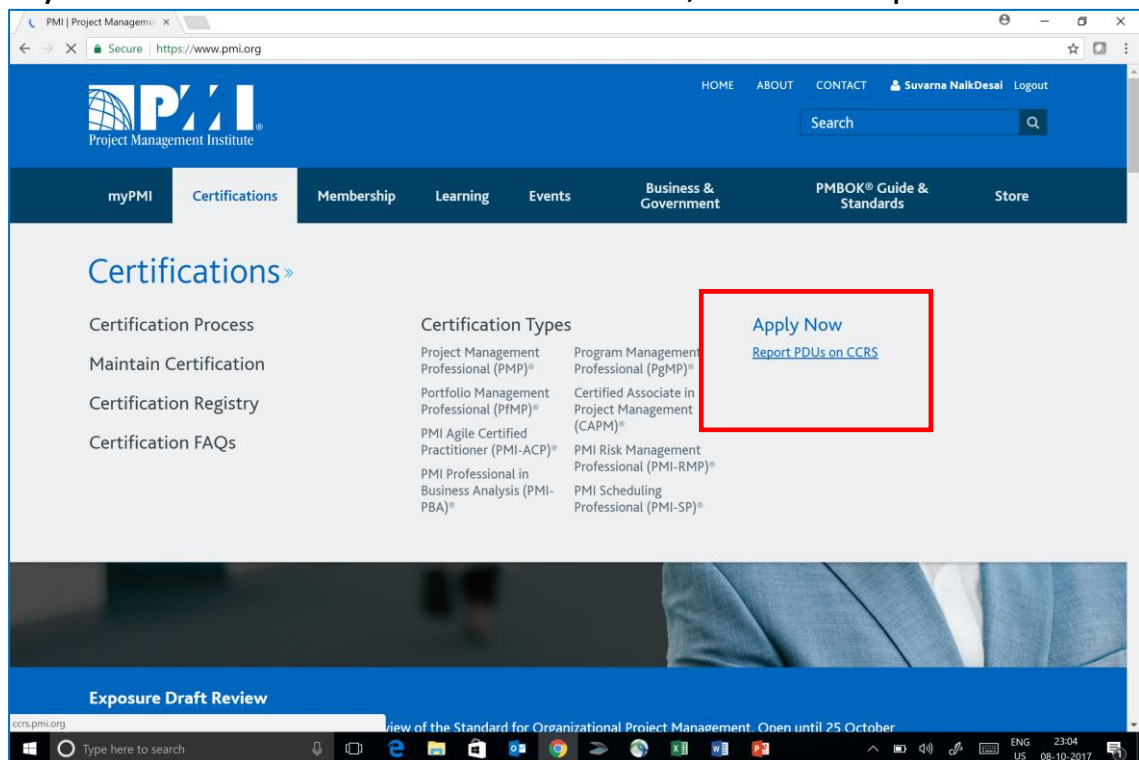 PMI | Project Manageme
Secure | https://www.pmi.org
HOME ABOUT CONTACT Suvarna NaikDesai Logout
PMI®
Project Management Institute
Search
myPMI Certifications Membership Learning Events Business & Government PMBOK® Guide & Standards Store
Certifications »
Certification Process
Maintain Certification
Certification Registry
Certification FAQs
Certification Types
Project Management
Professional (PMP)®
Portfolio Management
Professional (PfMP)®
PMI Agile Certified
Practitioner (PMI-ACP)®
PMI Professional in
Business Analysis (PMI-
PBA)®
Program Management
Professional (PgMP)®
Certified Associate in
Project Management
(CAPM)®
PMI Risk Management
Professional (PMI-RMP)®
PMI Scheduling
Professional (PMI-SP)®
Apply Now
Report PDUs on CCRS
Exposure Draft Review
view of the Standard for Organizational Project Management. Open until 25 October
ccrs.pmi.org
Type here to search
ENG
US
23:04
08-10-2017